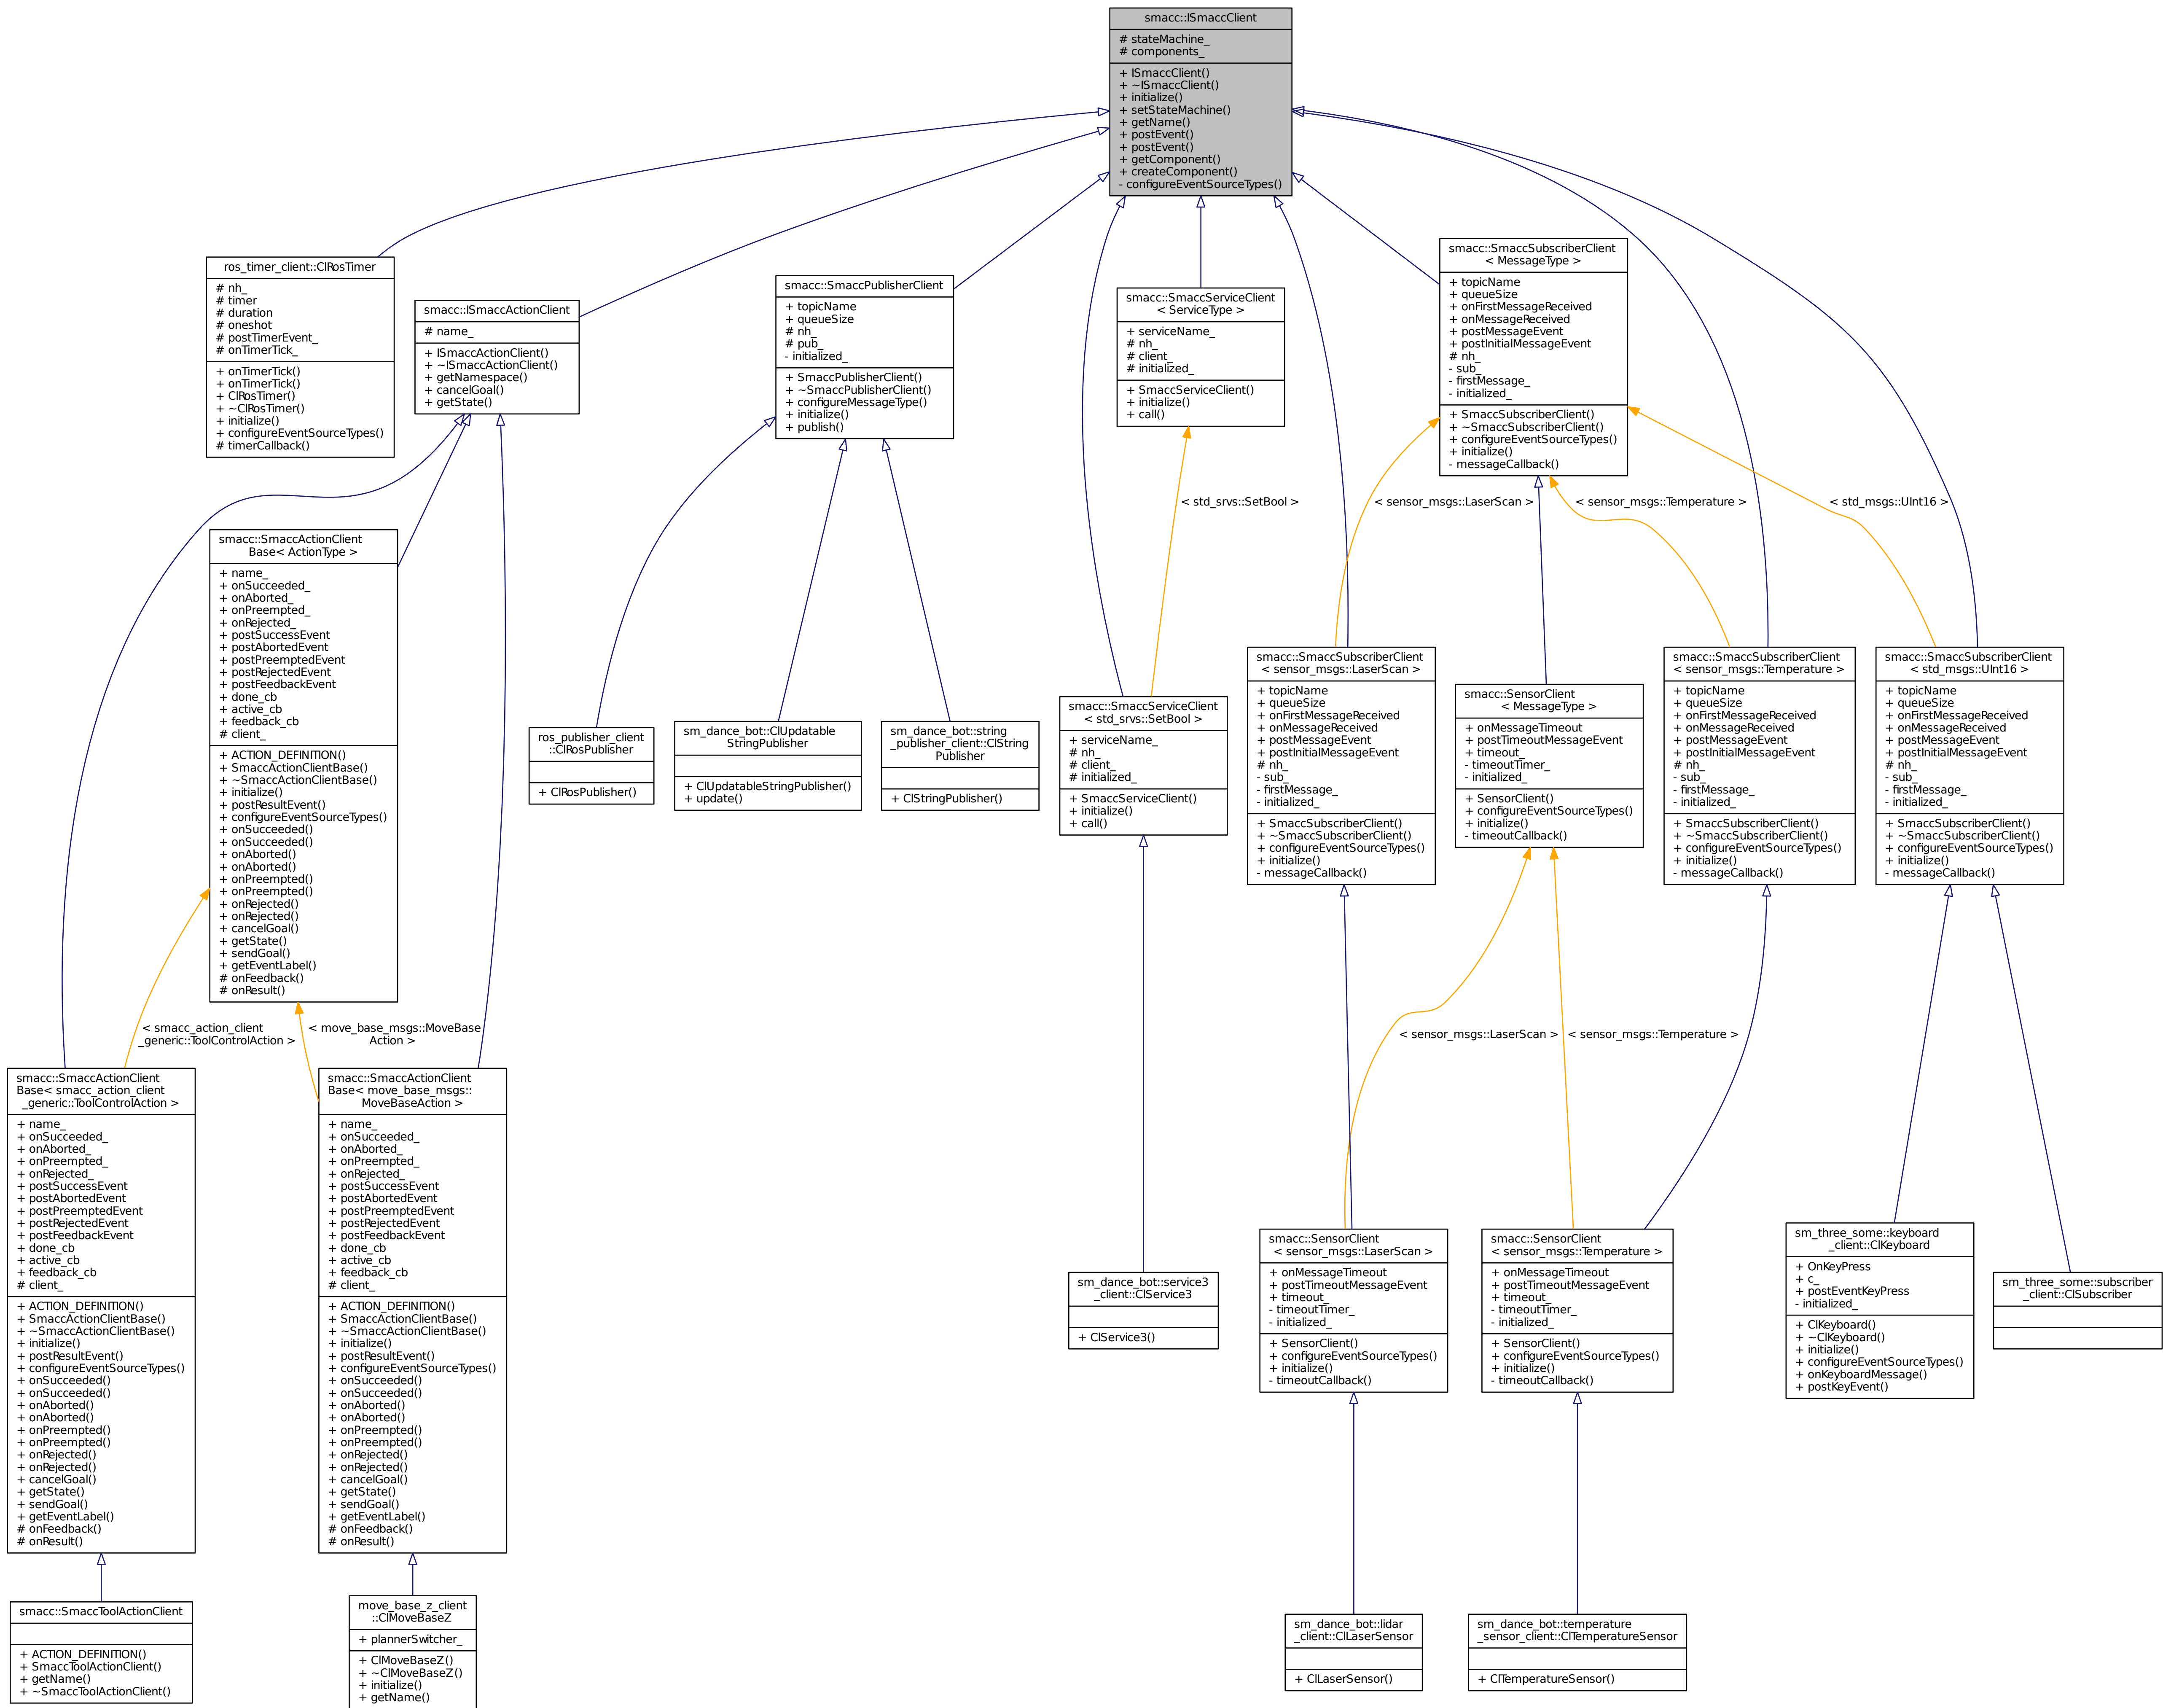 smacc::ISmaccClient
# stateMachine_
# components_
+ ISmaccClient()
+ ~ISmaccClient()
+ initialize()
+ setStateMachine()
+ getName()
+ postEvent()
+ postEvent()
+ getComponent()
+ createComponent()
- configureEventSourceTypes()
ros_timer_client::ClRosTimer
# nh_
# timer
# duration
# oneshot
# postTimerEvent_
# onTimerTick_
+ onTimerTick()
+ onTimerTick()
+ ClRosTimer()
+ ~ClRosTimer()
+ initialize()
+ configureEventSourceTypes()
# timerCallback()
smacc::ISmaccActionClient
# name_
+ ISmaccActionClient()
+ ~ISmaccActionClient()
+ getNamespace()
+ cancelGoal()
+ getState()
smacc::SmaccPublisherClient
+ topicName
+ queueSize
# nh_
# pub_
- initialized_
+ SmaccPublisherClient()
+ ~SmaccPublisherClient()
+ configureMessageType()
+ initialize()
+ publish()
smacc::SmaccServiceClient
< ServiceType >
+ serviceName_
# nh_
# client_
# initialized_
+ SmaccServiceClient()
+ initialize()
+ call()
smacc::SmaccSubscriberClient
< MessageType >
+ topicName
+ queueSize
+ onFirstMessageReceived
+ onMessageReceived
+ postMessageEvent
+ postInitialMessageEvent
# nh_
- sub_
- firstMessage_
- initialized_
+ SmaccSubscriberClient()
+ ~SmaccSubscriberClient()
+ configureEventSourceTypes()
+ initialize()
- messageCallback()
< std_srvs::SetBool >
< sensor_msgs::LaserScan >
< sensor_msgs::Temperature >
< std_msgs::UInt16 >
smacc::SmaccActionClient
Base< ActionType >
+ name_
+ onSucceeded_
+ onAborted_
+ onPreempted_
+ onRejected_
+ postSuccessEvent
+ postAbortedEvent
+ postPreemptedEvent
+ postRejectedEvent
+ postFeedbackEvent
+ done_cb
+ active_cb
+ feedback_cb
# client_
+ ACTION_DEFINITION()
+ SmaccActionClientBase()
+ ~SmaccActionClientBase()
+ initialize()
+ postResultEvent()
+ configureEventSourceTypes()
+ onSucceeded()
+ onSucceeded()
+ onAborted()
+ onAborted()
+ onPreempted()
+ onPreempted()
+ onRejected()
+ onRejected()
+ cancelGoal()
+ getState()
+ sendGoal()
+ getEventLabel()
# onFeedback()
# onResult()
ros_publisher_client
::ClRosPublisher
+ ClRosPublisher()
sm_dance_bot::ClUpdatable
StringPublisher
+ ClUpdatableStringPublisher()
+ update()
sm_dance_bot::string
_publisher_client::ClString
Publisher
+ ClStringPublisher()
smacc::SmaccServiceClient
< std_srvs::SetBool >
+ serviceName_
# nh_
# client_
# initialized_
+ SmaccServiceClient()
+ initialize()
+ call()
smacc::SmaccSubscriberClient
< sensor_msgs::LaserScan >
+ topicName
+ queueSize
+ onFirstMessageReceived
+ onMessageReceived
+ postMessageEvent
+ postInitialMessageEvent
# nh_
- sub_
- firstMessage_
- initialized_
+ SmaccSubscriberClient()
+ ~SmaccSubscriberClient()
+ configureEventSourceTypes()
+ initialize()
- messageCallback()
smacc::SensorClient
< MessageType >
+ onMessageTimeout
+ postTimeoutMessageEvent
+ timeout_
- timeoutTimer_
- initialized_
+ SensorClient()
+ configureEventSourceTypes()
+ initialize()
- timeoutCallback()
smacc::SmaccSubscriberClient
< sensor_msgs::Temperature >
+ topicName
+ queueSize
+ onFirstMessageReceived
+ onMessageReceived
+ postMessageEvent
+ postInitialMessageEvent
# nh_
- sub_
- firstMessage_
- initialized_
+ SmaccSubscriberClient()
+ ~SmaccSubscriberClient()
+ configureEventSourceTypes()
+ initialize()
- messageCallback()
smacc::SmaccSubscriberClient
< std_msgs::UInt16 >
+ topicName
+ queueSize
+ onFirstMessageReceived
+ onMessageReceived
+ postMessageEvent
+ postInitialMessageEvent
# nh_
- sub_
- firstMessage_
- initialized_
+ SmaccSubscriberClient()
+ ~SmaccSubscriberClient()
+ configureEventSourceTypes()
+ initialize()
- messageCallback()
< smacc_action_client
_generic::ToolControlAction >
< move_base_msgs::MoveBase
Action >
< sensor_msgs::LaserScan >
< sensor_msgs::Temperature >
smacc::SmaccActionClient
Base< smacc_action_client
_generic::ToolControlAction >
+ name_
+ onSucceeded_
+ onAborted_
+ onPreempted_
+ onRejected_
+ postSuccessEvent
+ postAbortedEvent
+ postPreemptedEvent
+ postRejectedEvent
+ postFeedbackEvent
+ done_cb
+ active_cb
+ feedback_cb
# client_
+ ACTION_DEFINITION()
+ SmaccActionClientBase()
+ ~SmaccActionClientBase()
+ initialize()
+ postResultEvent()
+ configureEventSourceTypes()
+ onSucceeded()
+ onSucceeded()
+ onAborted()
+ onAborted()
+ onPreempted()
+ onPreempted()
+ onRejected()
+ onRejected()
+ cancelGoal()
+ getState()
+ sendGoal()
+ getEventLabel()
# onFeedback()
# onResult()
smacc::SmaccActionClient
Base< move_base_msgs::
MoveBaseAction >
+ name_
+ onSucceeded_
+ onAborted_
+ onPreempted_
+ onRejected_
+ postSuccessEvent
+ postAbortedEvent
+ postPreemptedEvent
+ postRejectedEvent
+ postFeedbackEvent
+ done_cb
+ active_cb
+ feedback_cb
# client_
+ ACTION_DEFINITION()
+ SmaccActionClientBase()
+ ~SmaccActionClientBase()
+ initialize()
+ postResultEvent()
+ configureEventSourceTypes()
+ onSucceeded()
+ onSucceeded()
+ onAborted()
+ onAborted()
+ onPreempted()
+ onPreempted()
+ onRejected()
+ onRejected()
+ cancelGoal()
+ getState()
+ sendGoal()
+ getEventLabel()
# onFeedback()
# onResult()
sm_dance_bot::service3
_client::ClService3
+ ClService3()
smacc::SensorClient
< sensor_msgs::LaserScan >
+ onMessageTimeout
+ postTimeoutMessageEvent
+ timeout_
- timeoutTimer_
- initialized_
+ SensorClient()
+ configureEventSourceTypes()
+ initialize()
- timeoutCallback()
smacc::SensorClient
< sensor_msgs::Temperature >
+ onMessageTimeout
+ postTimeoutMessageEvent
+ timeout_
- timeoutTimer_
- initialized_
+ SensorClient()
+ configureEventSourceTypes()
+ initialize()
- timeoutCallback()
sm_three_some::keyboard
_client::ClKeyboard
+ OnKeyPress
+ c_
+ postEventKeyPress
- initialized_
+ ClKeyboard()
+ ~ClKeyboard()
+ initialize()
+ configureEventSourceTypes()
+ onKeyboardMessage()
+ postKeyEvent()
sm_three_some::subscriber
_client::ClSubscriber
smacc::SmaccToolActionClient
+ ACTION_DEFINITION()
+ SmaccToolActionClient()
+ getName()
+ ~SmaccToolActionClient()
move_base_z_client
::ClMoveBaseZ
+ plannerSwitcher_
+ ClMoveBaseZ()
+ ~ClMoveBaseZ()
+ initialize()
+ getName()
sm_dance_bot::lidar
_client::ClLaserSensor
+ ClLaserSensor()
sm_dance_bot::temperature
_sensor_client::ClTemperatureSensor
+ ClTemperatureSensor()